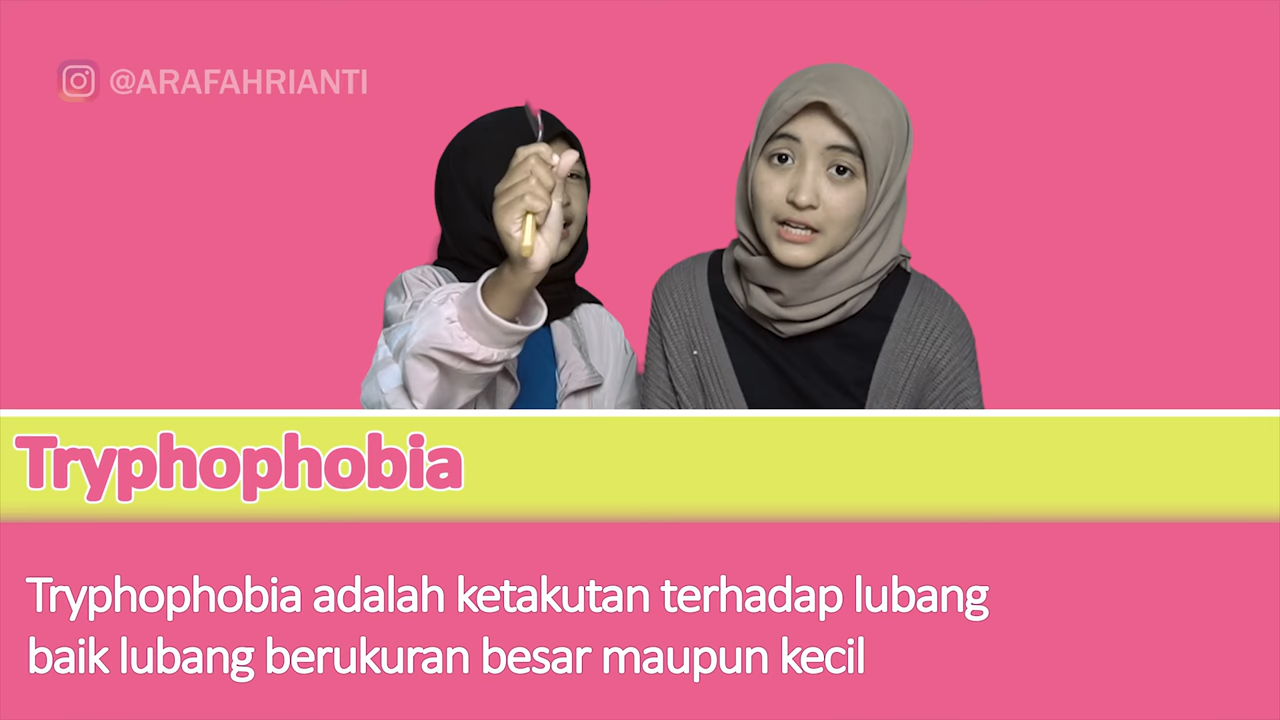 @ARAFAHRIANTI
Tryphophobia
Tryphophobia adalah ketakutan terhadap lubang
baik lubang berukuran besar maupun kecil